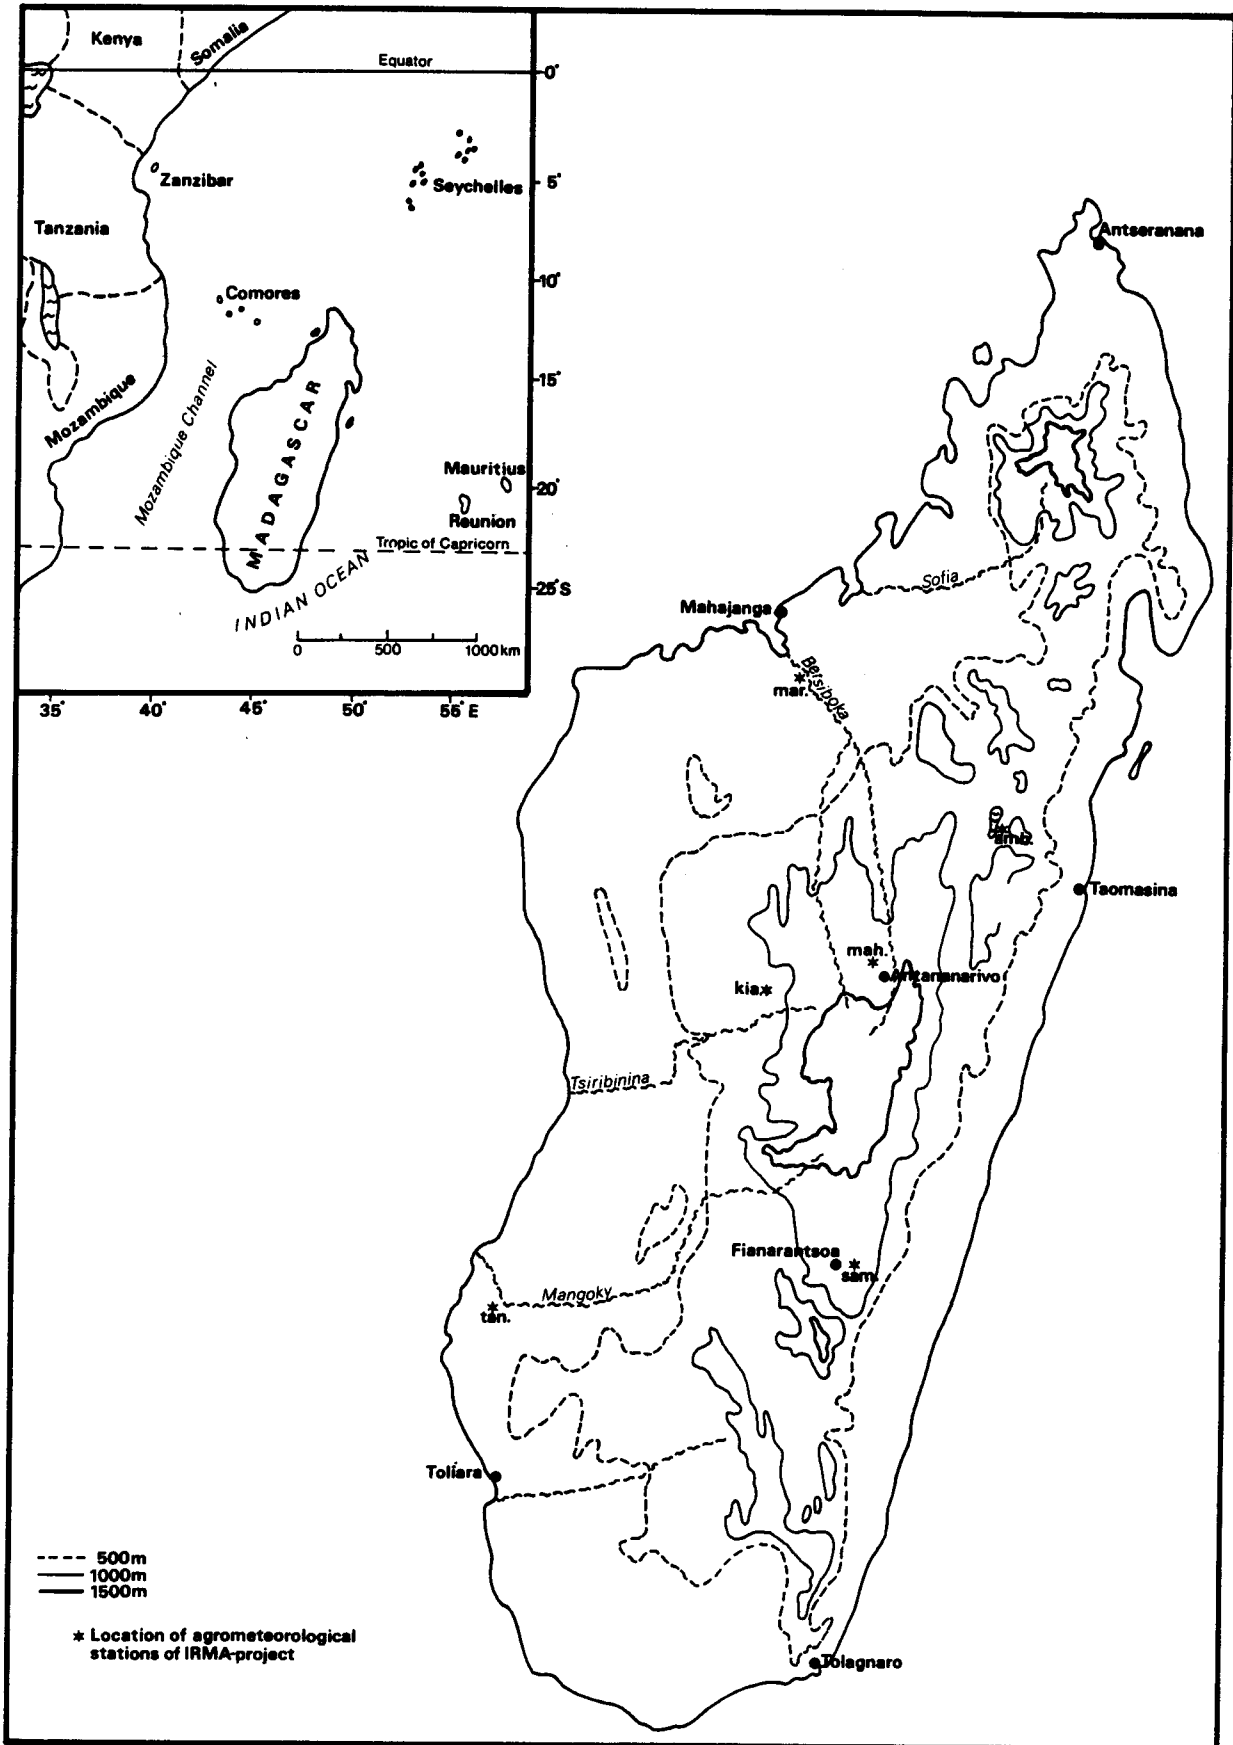 Kenya
Somalia
Equator
0°
Zanzibar
Seychelles
5°
Tanzania
10°
Comores
15°
Mozambique
Mozambique Channel
MADAGASCAR
Mauritius
20°
Reunion
Tropic of Capricorn
INDIAN OCEAN
25°S
0 500 1000km
35° 40° 45° 50° 55° E
Antseranana
Sofia
Mahajanga
Bersiboka
mar.
amb.
Taomasina
mah.
Antananarivo
kia
Tsiribinina
Fianarantsoa
sam.
Mangoky
tan.
Toliara
500m
1000m
1500m
* Location of agrometeorological
stations of IRMA-project
Tolagnaro